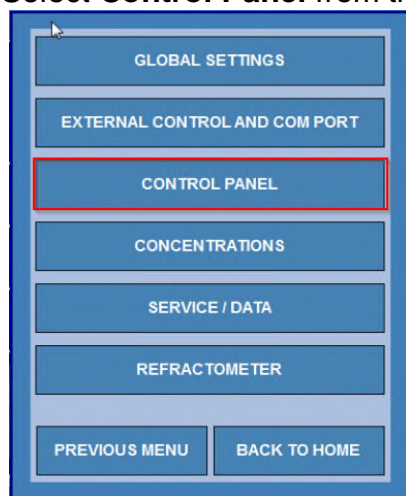 Select Control Panel from th
GLOBAL SETTINGS
EXTERNAL CONTROL AND COM PORT
CONTROL PANEL
CONCENTRATIONS
SERVICE / DATA
REFRACTOMETER
PREVIOUS MENU BACK TO HOME